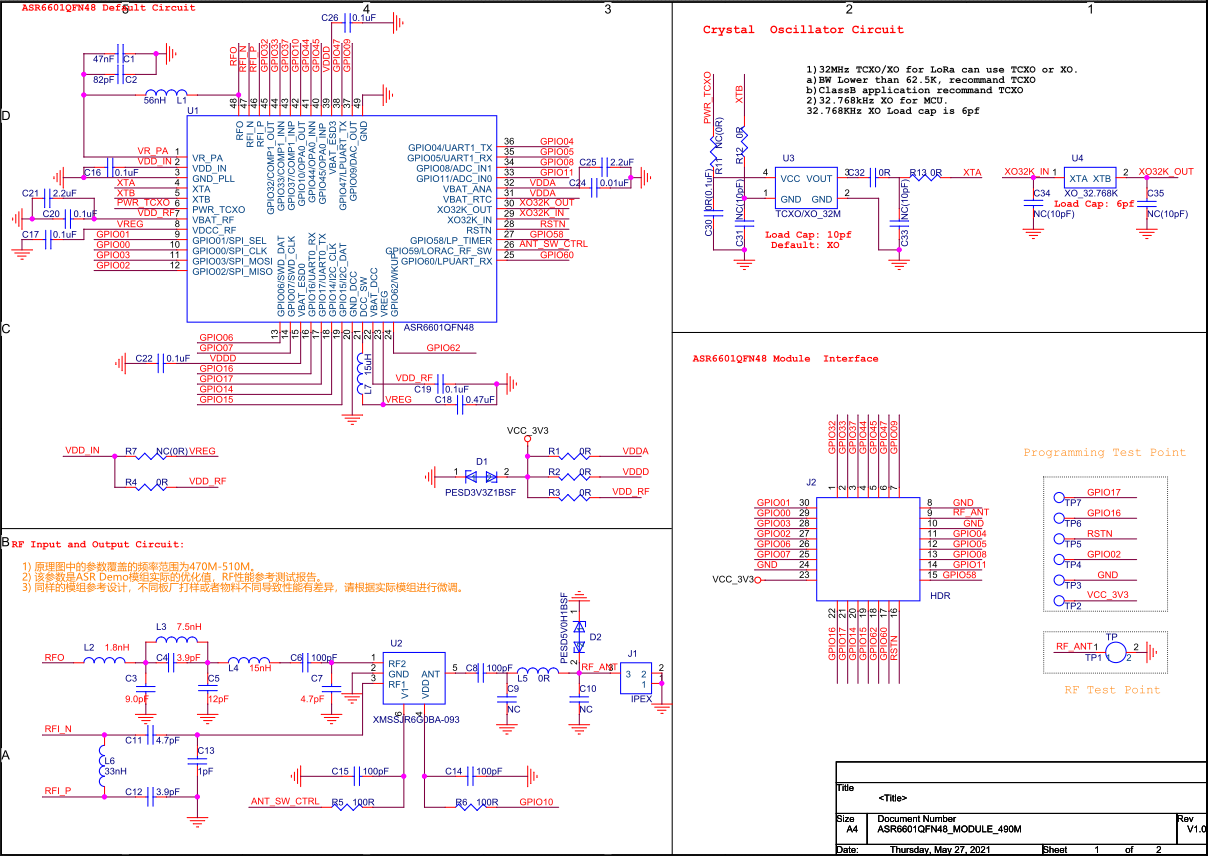 ASR6601QFN48 Default Circuit
5
4
3
2
1
D
C
B
A
C26
0.1uF
47nF
C1
82pF
C2
56nH
L1
RFO
RFI_N
RFI_P
GPIO32
GPIO33
GPIO37
GPIO10
GPIO44
GPIO45
VDDD
GPIO47
GPIO09
C24
48
47
46
45
44
43
42
41
40
39
38
37
49
U1
RFO
RFI_N
RFI_P
GPIO32/COMP1_OUT
GPIO33/COMP1_INN
GPIO37/COMP1_INP
GPIO10/OPA0_OUT
GPIO44/OPA0_INN
GPIO45/OPA0_INP
VBAT_ESD3
GPIO47/LPUART_TX
GPIO09/DAC_OUT
GND
VR_PA 1 VR_PA
VDD_IN 2 VDD_IN
C16 0.1uF 3 GND_PLL
XTA 4 XTA
XTB 5 XTB
PWR_TCXO 6 PWR_TCXO
VDD_RF 7 VBAT_RF
VREG 8 VDCC_RF
GPIO01 9 GPIO01/SPI_SEL
GPIO00 10 GPIO00/SPI_CLK
GPIO03 11 GPIO03/SPI_MOSI
GPIO02 12 GPIO02/SPI_MISO
C21 2.2uF
C20 0.1uF
C17 0.1uF
GPIO04/UART1_TX 36 GPIO04
GPIO05/UART1_RX 35 GPIO05
GPIO08/ADC_IN1 34 GPIO08
GPIO11/ADC_IN0 33 GPIO11
VBAT_ANA 32 VDDA
VBAT_RTC 31 VDDA
XO32K_OUT 30 XO32K_OUT
XO32K_IN 29 XO32K_IN
RSTN 28 RSTN
GPIO58/LP_TIMER 27 GPIO58
GPIO59/LORAC_RF_SW 26 ANT_SW_CTRL
GPIO60/LPUART_RX 25 GPIO60
C25 2.2uF
0.01uF
GPIO06/SWD_DAT
GPIO07/SWD_CLK
VBAT_ESD0
GPIO16/UART0_RX
GPIO17/UART0_TX
GPIO14/I2C_CLK
GPIO15/I2C_DAT
GND_DCC
DCC_SW
VBAT_DCC
VREG
GPIO62/WKUP
13
14
15
16
17
18
19
20
21
22
23
24
ASR6601QFN48
GPIO06
GPIO07
VDDD
GPIO16
GPIO17
GPIO14
GPIO15
C22 0.1uF
L7 15uH
GPIO62
VDD_RF
C19 0.1uF
VREG
C18 0.47uF
VDD_IN
R7 NC(0R) VREG
R4 0R VDD_RF
VCC_3V3
1 D1 2
PESD3V3Z1BSF
R1 0R VDDA
R2 0R VDDD
R3 0R VDD_RF
Crystal Oscillator Circuit
1)32MHz TCXO/XO for LoRa can use TCXO or XO.
a)BW Lower than 62.5K, recommand TCXO
b)ClassB application recommand TCXO
2)32.768kHz XO for MCU.
32.768KHz XO Load cap is 6pf
PWR_TCXO
XTB
R11 NC(0R)
R12 0R
C30 0R(0.1uF)
C31 NC(10pF)
U3
4 VCC VOUT 3
1 GND GND 2
TCXO/XO_32M
Load Cap: 10pf
Default: XO
C32 0R
R13 0R
XTA
C33 NC(10pF)
U4
XO32K_IN 1 XTA XTB 2 XO32K_OUT
XO_32.768K
Load Cap: 6pf
C34
NC(10pF)
C35
NC(10pF)
ASR6601QFN48 Module Interface
GPIO32
GPIO33
GPIO37
GPIO44
GPIO45
GPIO47
GPIO09
1
2
3
4
5
6
7
J2
GPIO01 30
GPIO00 29
GPIO03 28
GPIO02 27
GPIO06 26
GPIO07 25
GND 24
VCC_3V3 23
8 GND
9 RF_ANT
10 GND
11 GPIO04
12 GPIO05
13 GPIO08
14 GPIO11
15 GPIO58
HDR
22
21
20
19
18
17
16
GPIO16
GPIO17
GPIO14
GPIO15
GPIO62
GPIO60
RSTN
Programming Test Point
TP7 GPIO17
TP6 GPIO16
TP5 RSTN
TP4 GPIO02
TP3 GND
TP2 VCC_3V3
TP
RF_ANT 1 2
TP1 2
RF Test Point
RF Input and Output Circuit:
1) 原理图中的参数覆盖的频率范围为470M-510M。
2) 该参数是ASR Demo模组实际的优化值，RF性能参考测试报告。
3) 同样的模组参考设计，不同板厂打样或者物料不同导致性能有差异，请根据实际模组进行微调。
RFO
L2 1.8nH
L3 7.5nH
C4 3.9pF
C3
9.0pF
C5
12pF
L4 15nH
C6 100pF
C7
4.7pF
U2
1 RF2
2 GND
3 RF1
ANT 5
V1
VDD
6
4
XMSSJR6G0BA-093
C8 100pF
C9
NC
L5 0R
C10
NC
PESD5V0H1BSF
1
D2
2
RF_ANT
J1
3 2 2
1 1
IPEX
RFI_N
C11 4.7pF
L6
33nH
C13
1pF
RFI_P
C12 3.9pF
C15 100pF
C14 100pF
ANT_SW_CTRL R5 100R
R6 100R GPIO10
Title
<Title>
Size
A4
Document Number
ASR6601QFN48_MODULE_490M
Rev
V1.0
Date: Thursday, May 27, 2021 Sheet 1 of 2